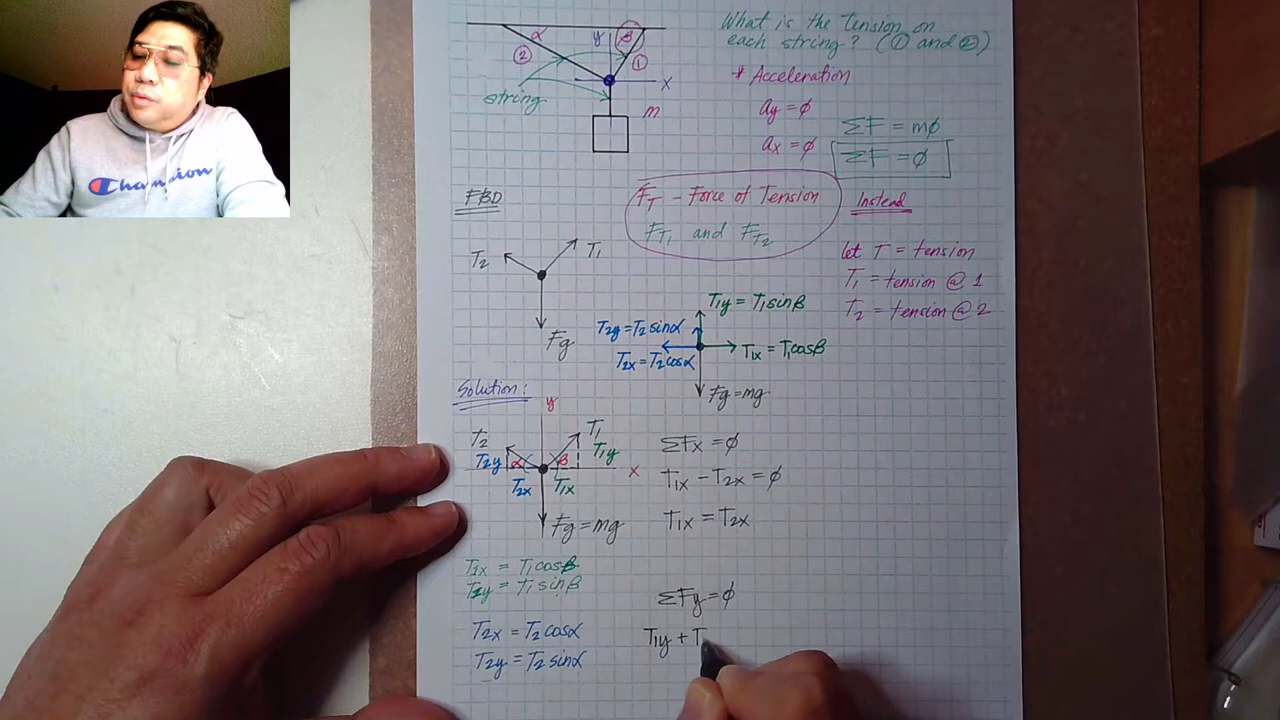 Champion
What is the tension on
each string? (① and ②)
α
β
y
②
①
x
string
m
* Acceleration
ay = ϕ
ax = ϕ
ΣF = mϕ
ΣF = ϕ
FBD
FT - Force of Tension
FT1 and FT2
Instead
let T = tension
T1 = tension @ 1
T2 = tension @ 2
T2
T1
Fg
T1y = T1 sinβ
T2y = T2 sinα
T2x = T2 cosα
T1x = T1 cosβ
Fg = mg
Solution:
y
T2
T1
T2y
α
β
T1y
x
T2x
T1x
Fg = mg
ΣFx = ϕ
T1x - T2x = ϕ
T1x = T2x
T1x = T1 cosβ
T1y = T1 sinβ
T2x = T2 cosα
T2y = T2 sinα
ΣFy = ϕ
T1y + T